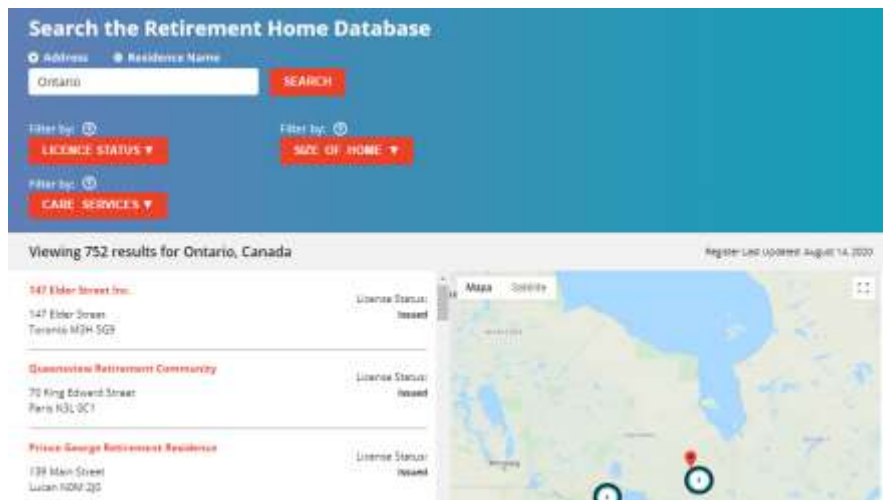 Search the Retirement Home Database
Address Residence Name
Ontario
SEARCH
Filter by:
LICENCE STATUS ▼
Filter by:
SIZE OF HOME ▼
Filter by:
CARE SERVICES ▼
Viewing 752 results for Ontario, Canada
Register Last Updated: August 14, 2020
147 Elder Street Inc.
147 Elder Street
Toronto M3H 5G9
License Status:
Issued
Queensview Retirement Community
70 King Edward Street
Paris N3L 0C1
License Status:
Issued
Prince George Retirement Residence
139 Main Street
Lucan N0M 2J0
License Status:
Issued
Mapa Satélite
Winnipeg